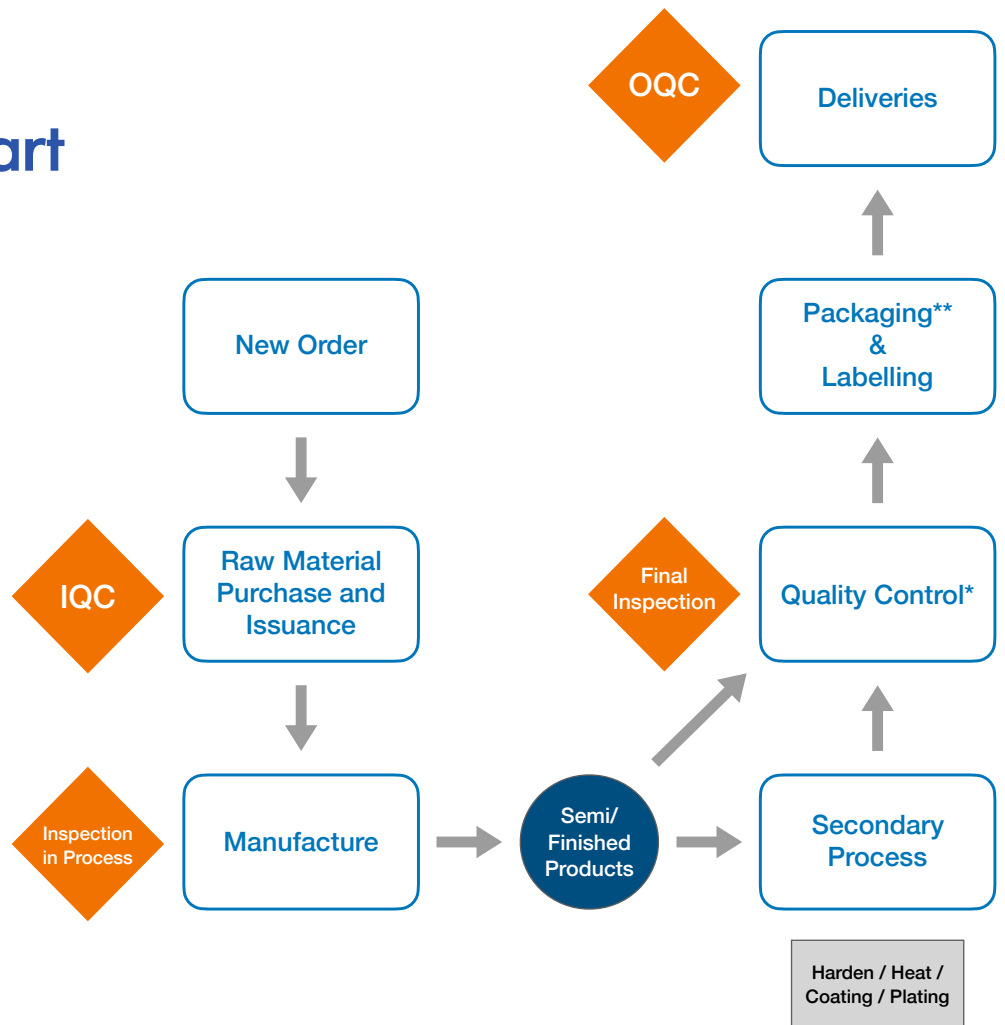 art
New Order
IQC
Raw Material
Purchase and
Issuance
Inspection
in Process
Manufacture
Semi/
Finished
Products
Secondary
Process
Harden / Heat /
Coating / Plating
Final
Inspection
Quality Control*
Packaging**
&
Labelling
OQC
Deliveries